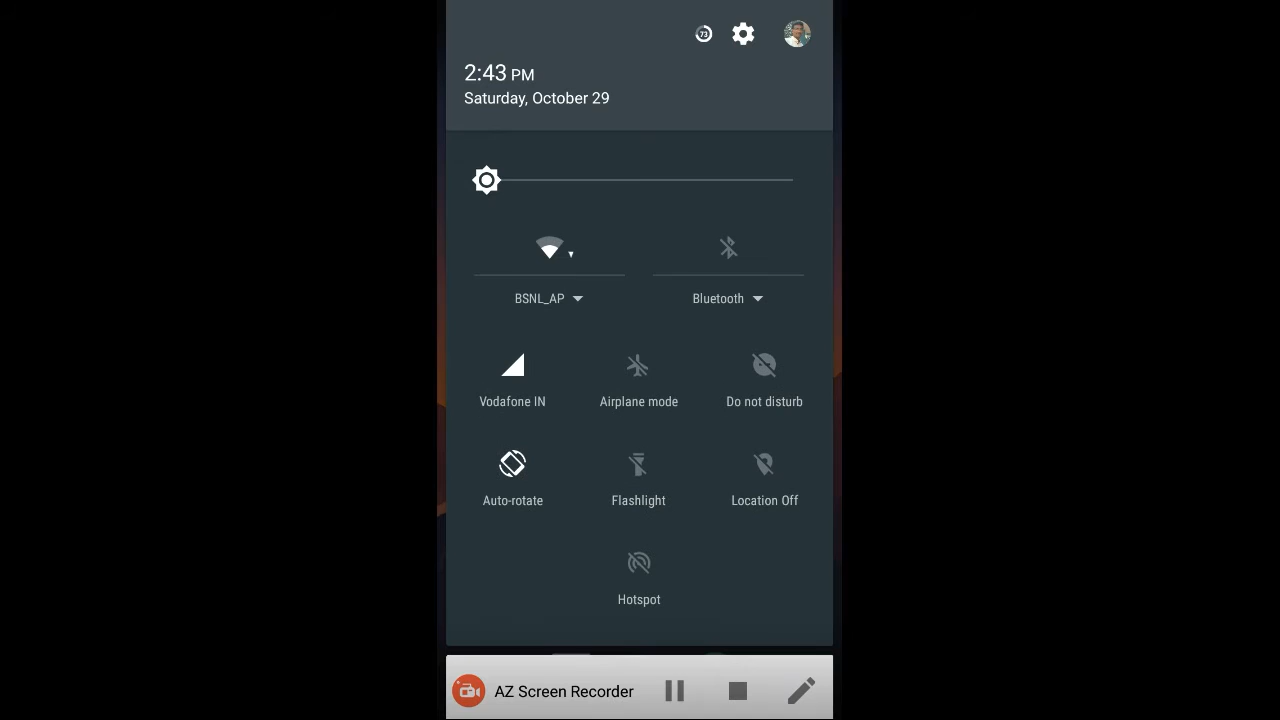 73
2:43 PM
Saturday, October 29
BSNL_AP
Bluetooth
Vodafone IN
Airplane mode
Do not disturb
Auto-rotate
Flashlight
Location Off
Hotspot
AZ Screen Recorder